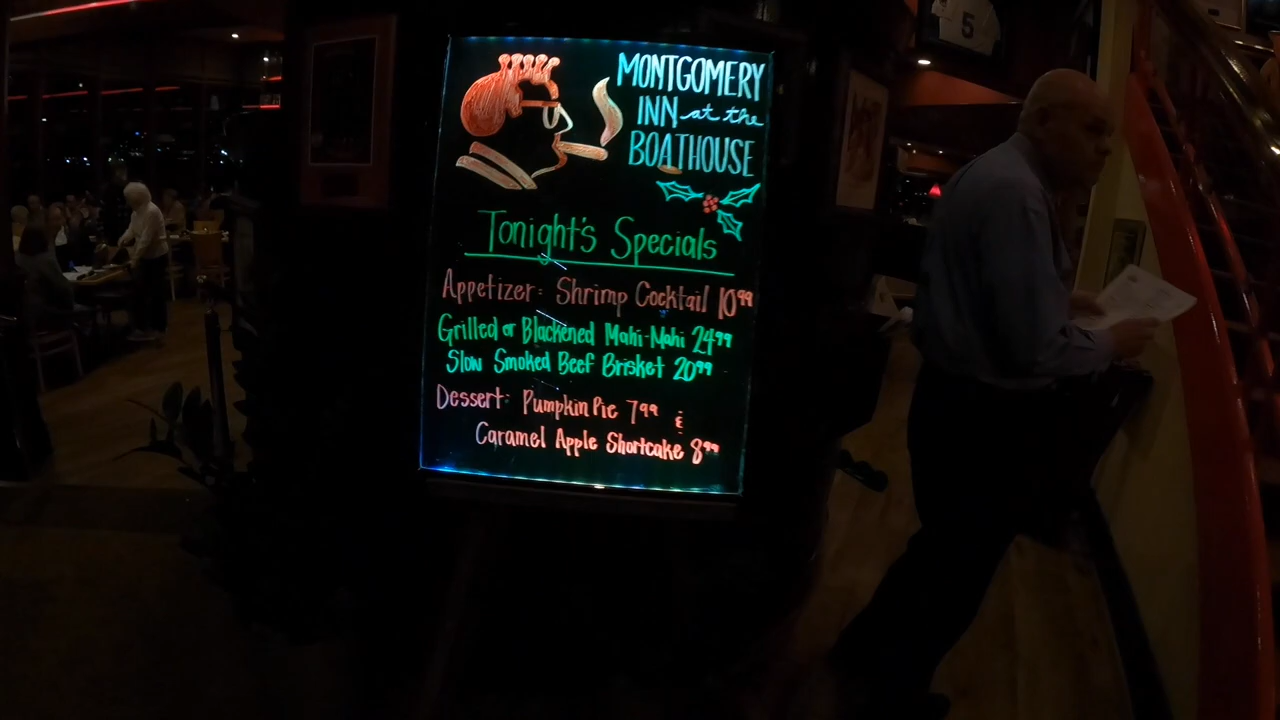 MONTGOMERY
INN at the
BOATHOUSE
Tonight's Specials
Appetizer: Shrimp Cocktail 10.99
Grilled or Blackened Mahi-Mahi 24.99
Slow Smoked Beef Brisket 20.99
Dessert: Pumpkin Pie 7.99 &
Caramel Apple Shortcake 8.99
5